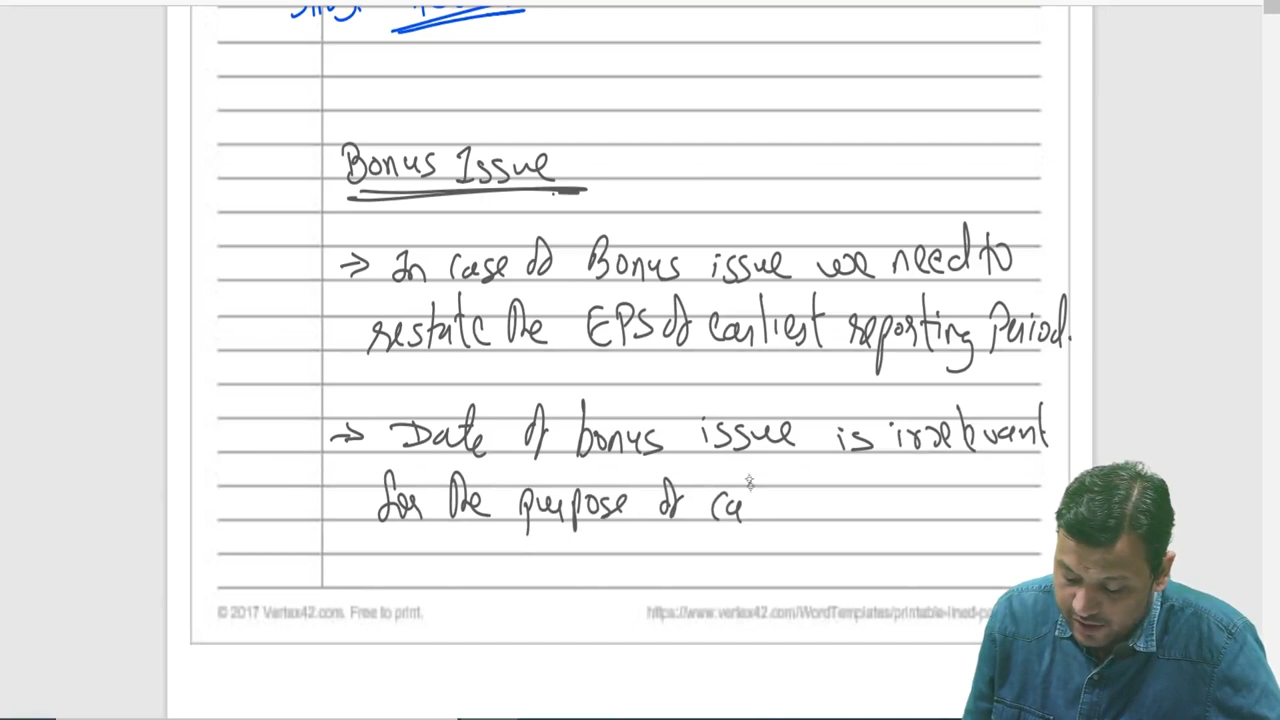 Bonus Issue
⇒ In case of Bonus issue we need to
restate the EPS of earliest reporting Period.
⇒ Date of bonus issue is irrelevant
for the purpose of ca
© 2017 Vertex42.com. Free to print.
https://www.vertex42.com/WordTemplates/printable-lined-pa